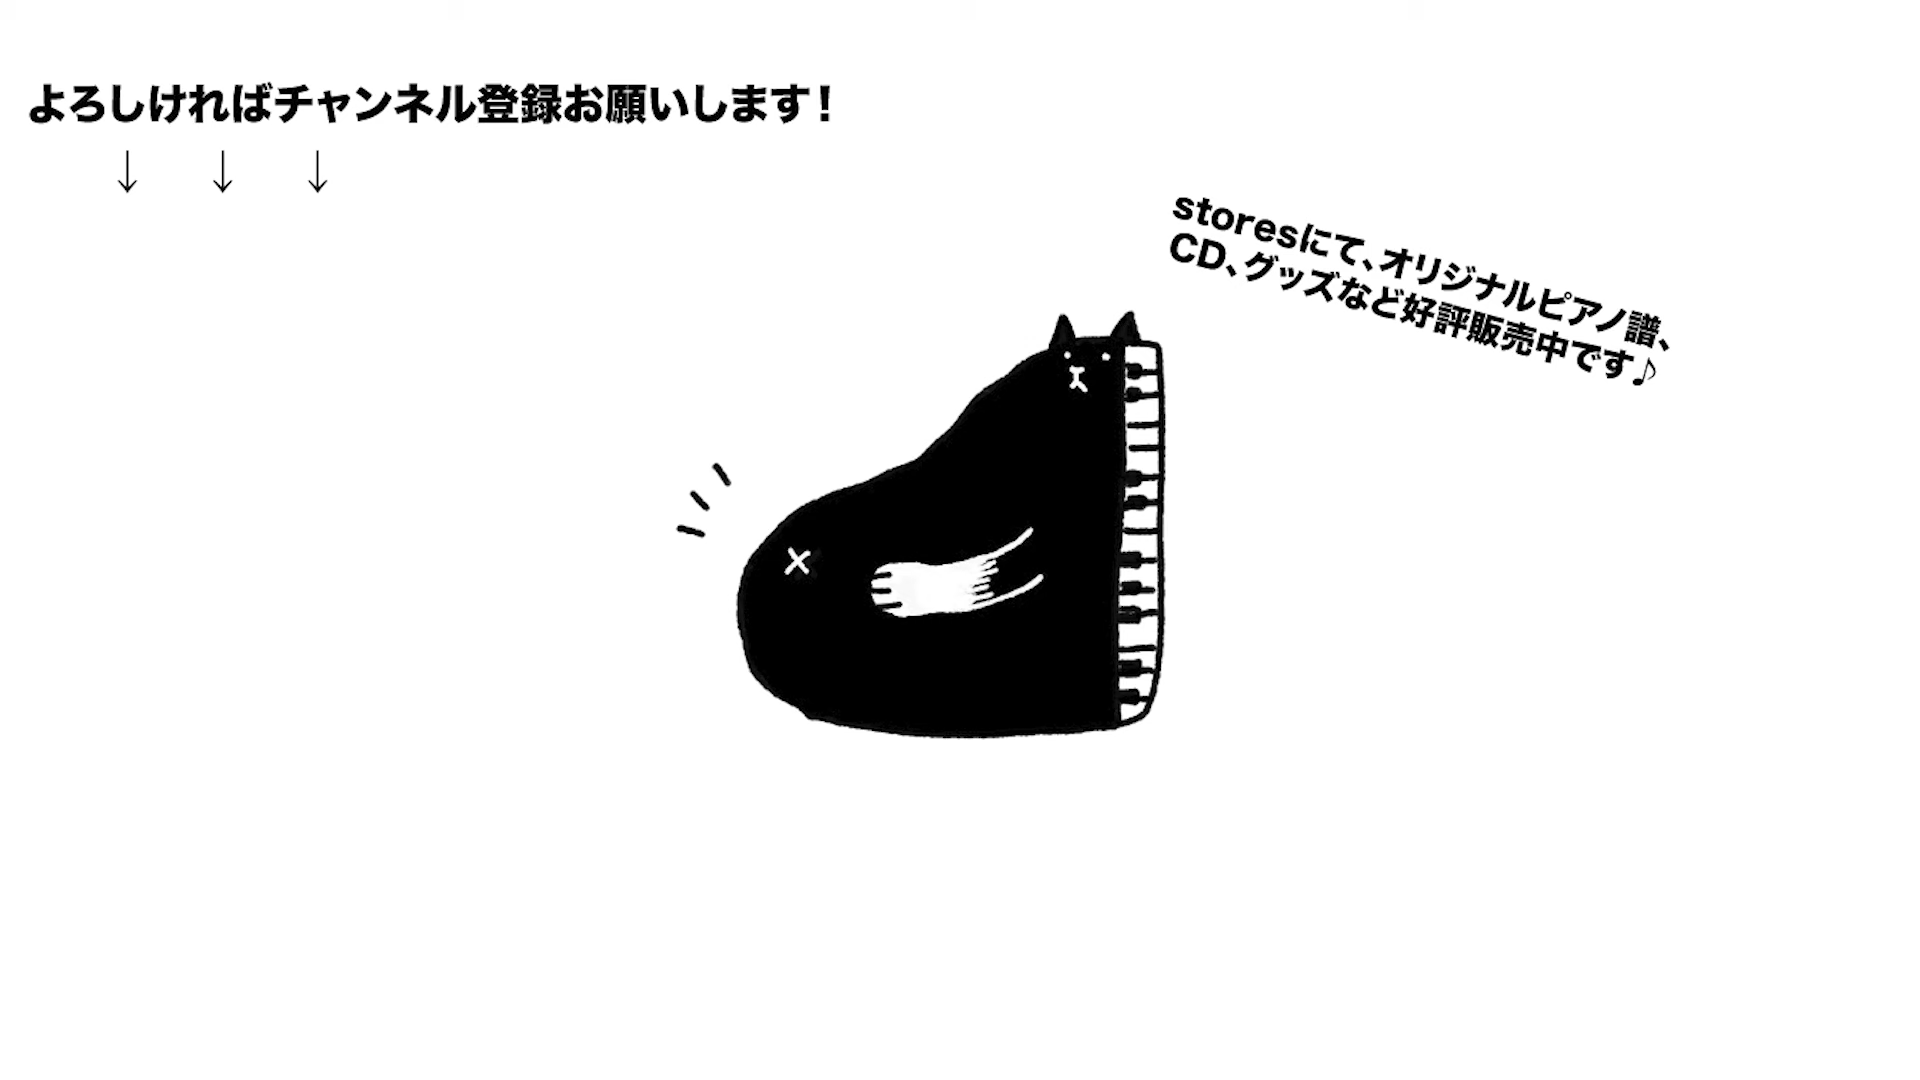 よろしければチャンネル登録お願いします!
↓ ↓ ↓
storesにて、オリジナルピアノ譜、
CD、グッズなど好評販売中です♪